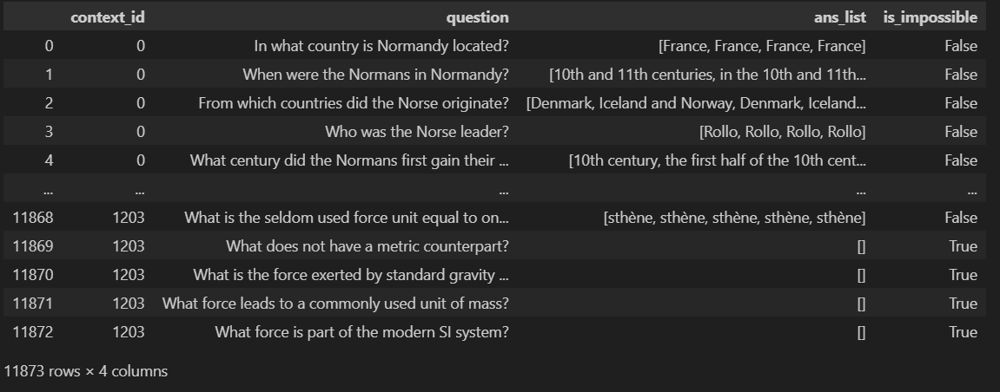 context_id question ans_list is_impossible
0 0 In what country is Normandy located? [France, France, France, France] False
1 0 When were the Normans in Normandy? [10th and 11th centuries, in the 10th and 11th... False
2 0 From which countries did the Norse originate? [Denmark, Iceland and Norway, Denmark, Iceland... False
3 0 Who was the Norse leader? [Rollo, Rollo, Rollo, Rollo] False
4 0 What century did the Normans first gain their ... [10th century, the first half of the 10th cent... False
... ... ... ... ...
11868 1203 What is the seldom used force unit equal to on... [sthène, sthène, sthène, sthène, sthène] False
11869 1203 What does not have a metric counterpart? [] True
11870 1203 What is the force exerted by standard gravity ... [] True
11871 1203 What force leads to a commonly used unit of mass? [] True
11872 1203 What force is part of the modern SI system? [] True
11873 rows × 4 columns